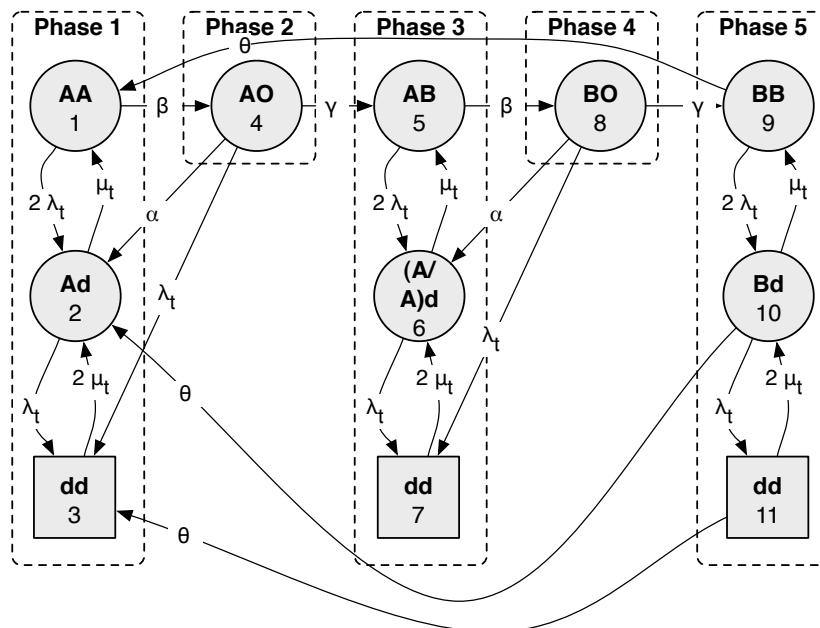 Phase 1
Phase 2
Phase 3
Phase 4
Phase 5
θ
AA
1
β
AO
4
γ
AB
5
β
BO
8
γ
BB
9
2 λt
μt
α
2 λt
μt
α
2 λt
μt
Ad
2
λt
(A/
A)d
6
λt
Bd
10
θ
λt
2 μt
λt
2 μt
λt
2 μt
dd
3
dd
7
dd
11
θ